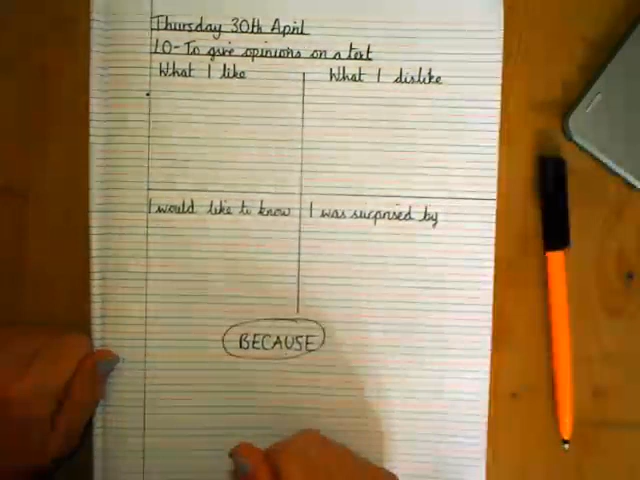 Thursday 30th April
LO-To give opinions on a text
What I like
What I dislike
I would like to know
I was surprised by
BECAUSE